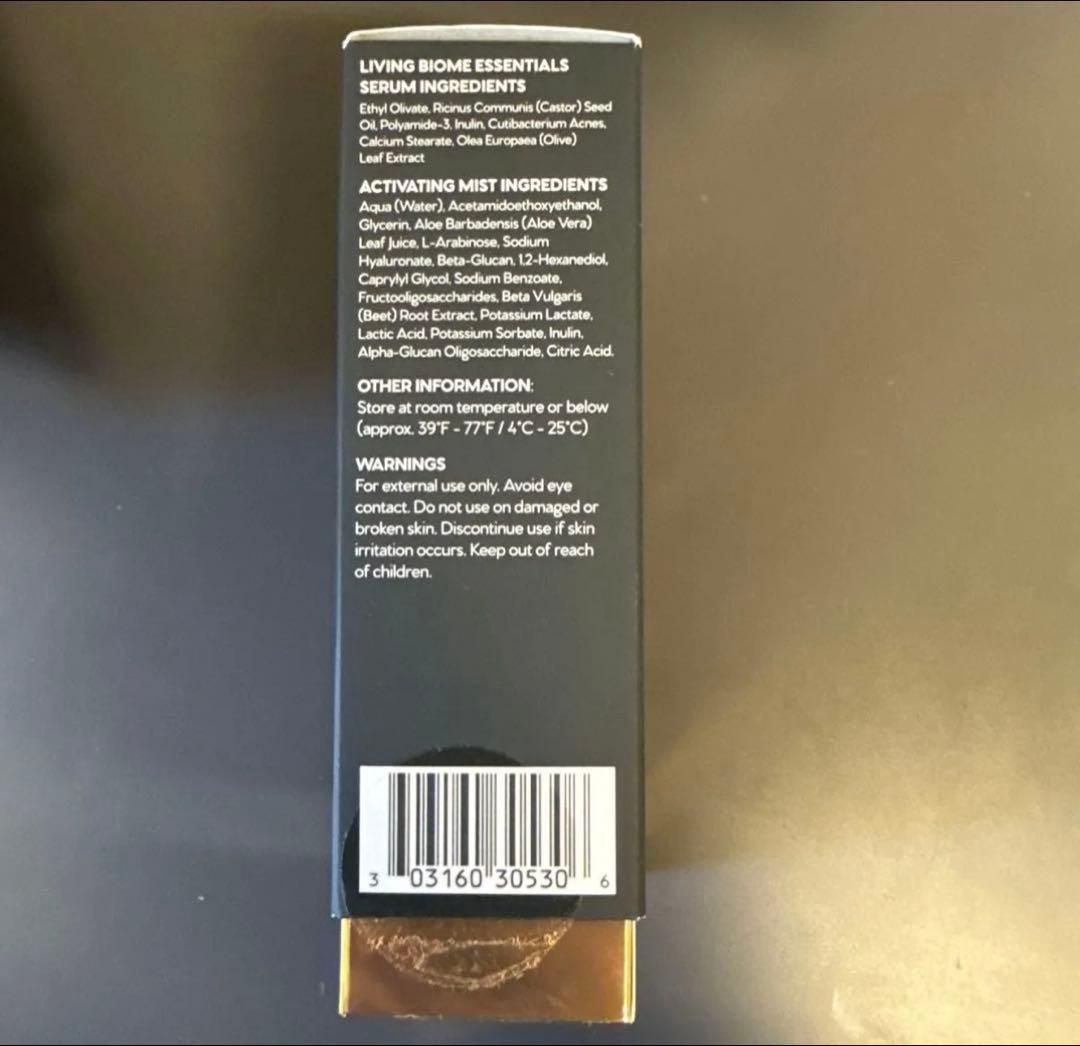 LIVING BIOME ESSENTIALS
SERUM INGREDIENTS
Ethyl Olivate, Ricinus Communis (Castor) Seed
Oil, Polyamide-3, Inulin, Cutibacterium Acnes,
Calcium Stearate, Olea Europaea (Olive)
Leaf Extract
ACTIVATING MIST INGREDIENTS
Aqua (Water), Acetamidoethoxyethanol,
Glycerin, Aloe Barbadensis (Aloe Vera)
Leaf Juice, L-Arabinose, Sodium
Hyaluronate, Beta-Glucan, 1,2-Hexanediol,
Caprylyl Glycol, Sodium Benzoate,
Fructooligosaccharides, Beta Vulgaris
(Beet) Root Extract, Potassium Lactate,
Lactic Acid, Potassium Sorbate, Inulin,
Alpha-Glucan Oligosaccharide, Citric Acid.
OTHER INFORMATION:
Store at room temperature or below
(approx. 39°F - 77°F / 4°C - 25°C)
WARNINGS
For external use only. Avoid eye
contact. Do not use on damaged or
broken skin. Discontinue use if skin
irritation occurs. Keep out of reach
of children.
3 03160 30530 6